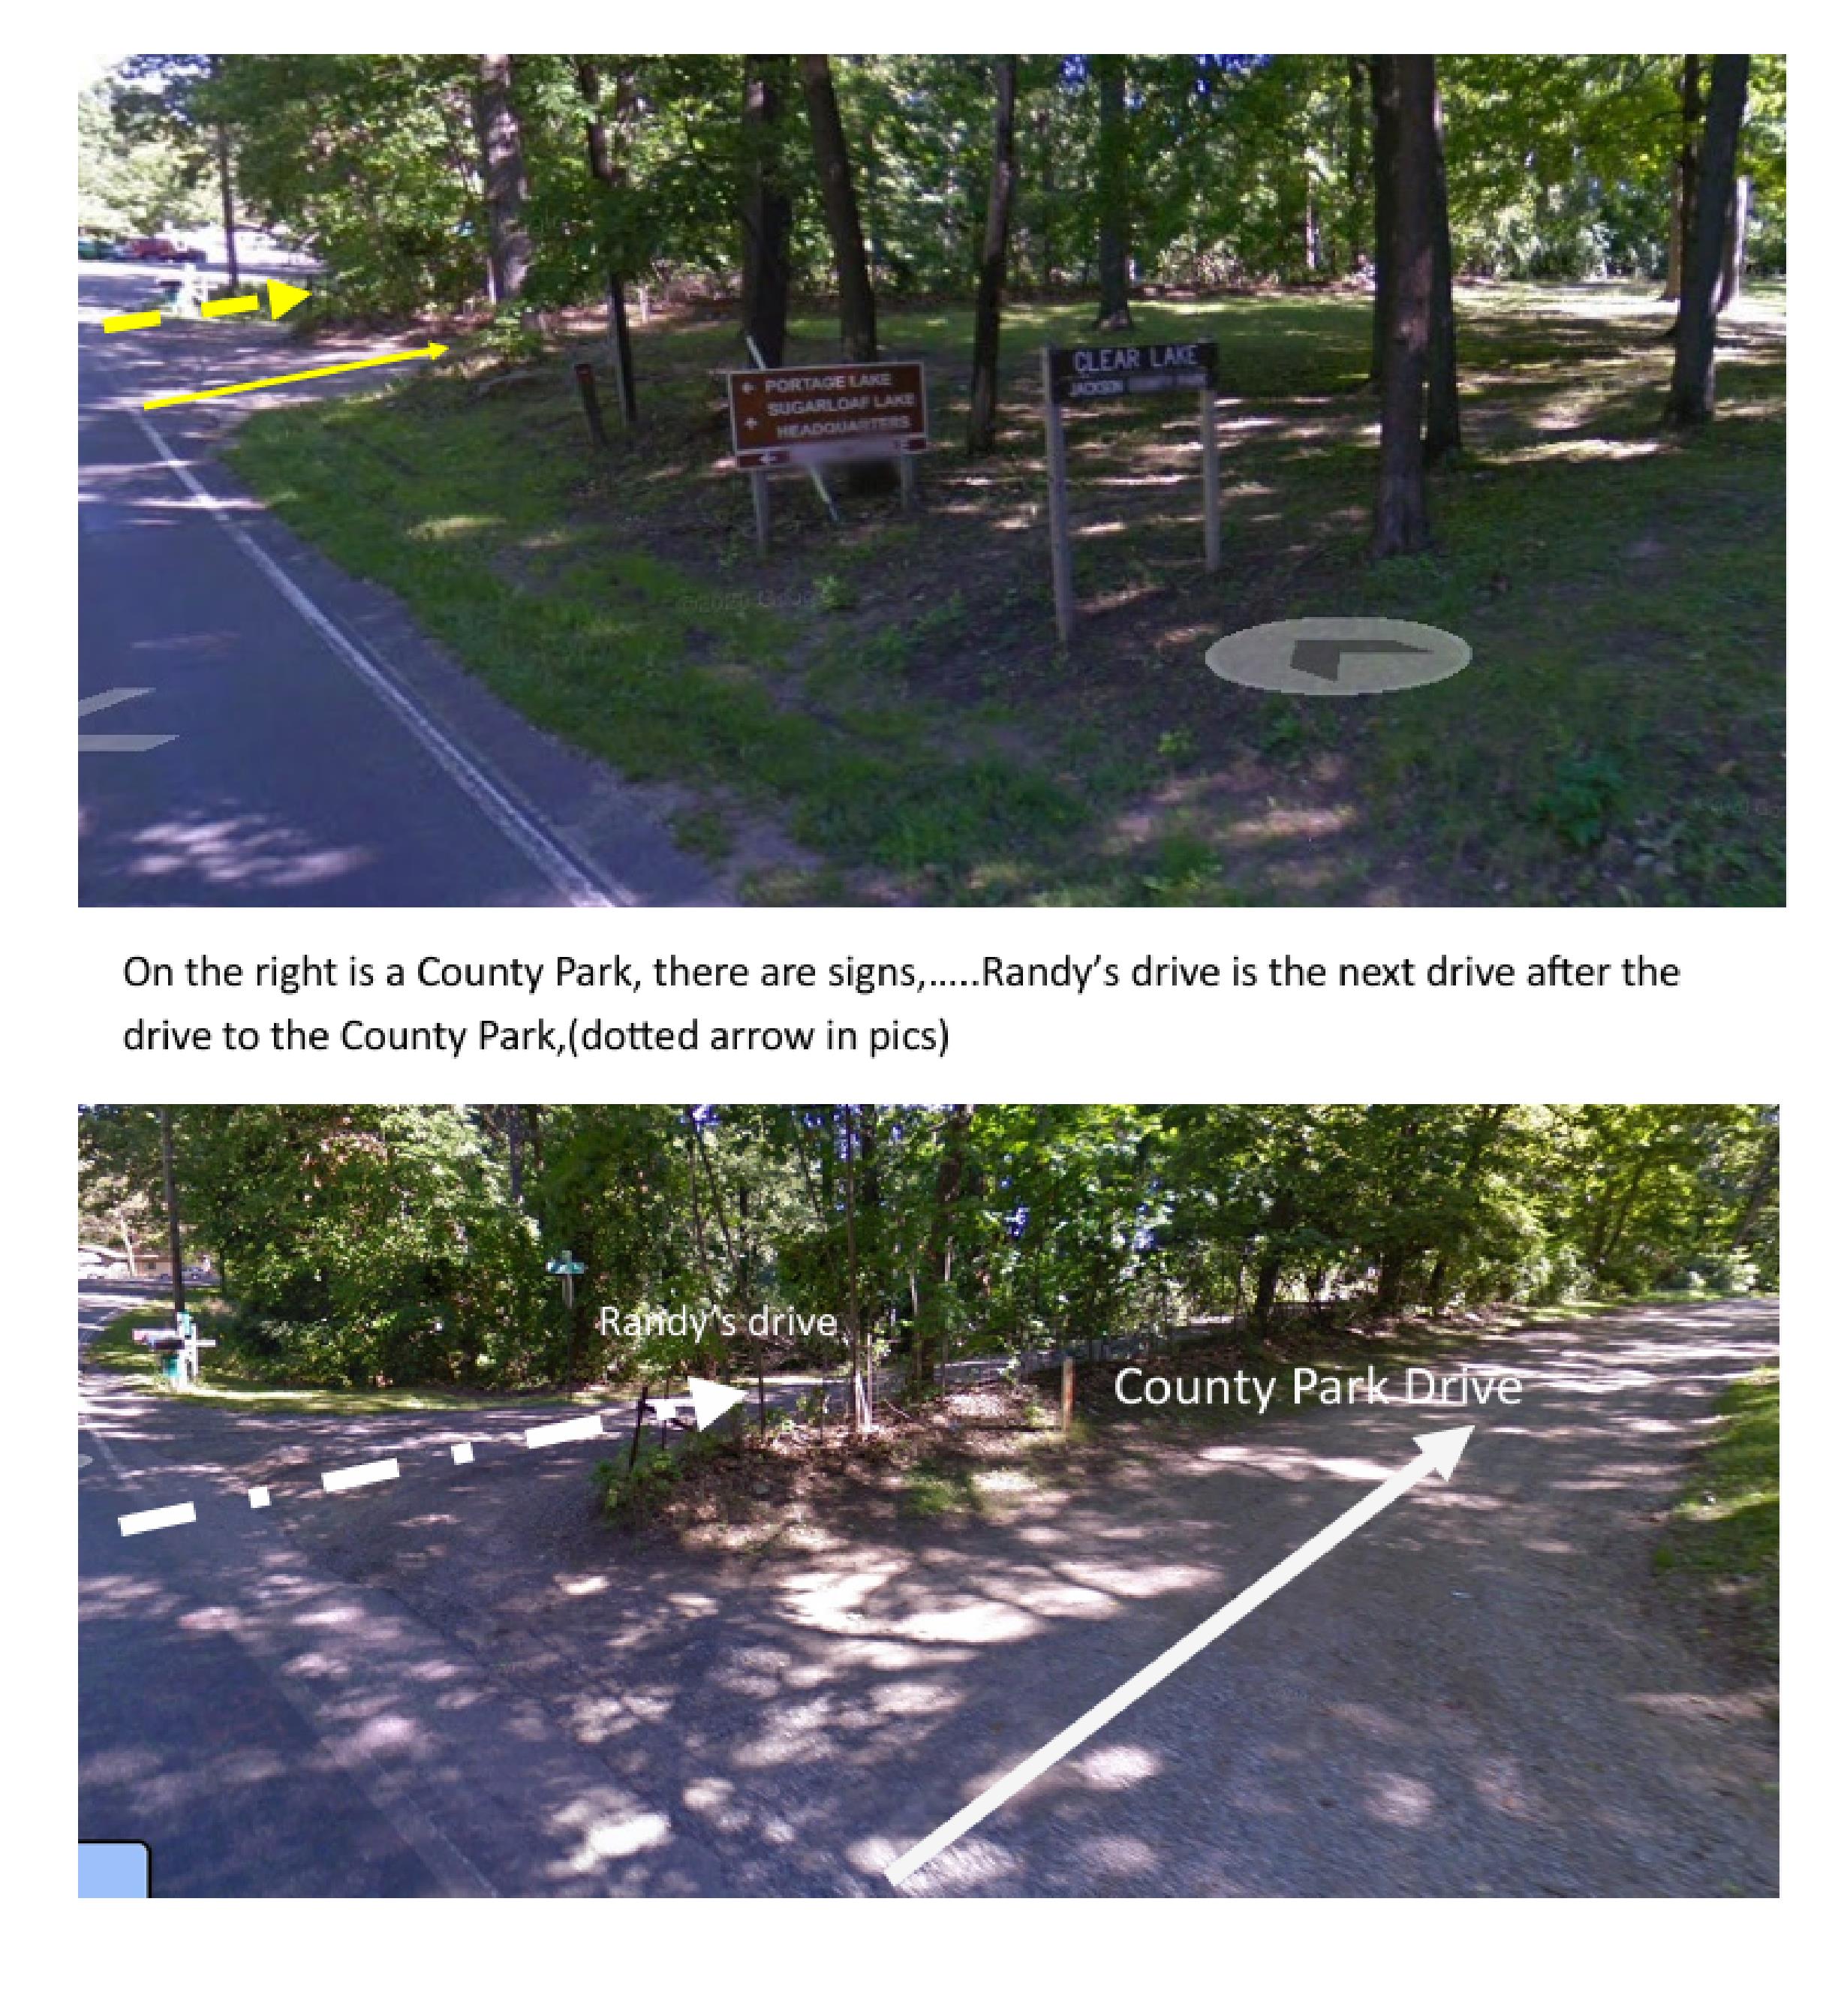 ← PORTAGE LAKE
← SUGARLOAF LAKE
HEADQUARTERS
CLEAR LAKE
JACKSON COUNTY PARK
On the right is a County Park, there are signs,.....Randy's drive is the next drive after the
drive to the County Park,(dotted arrow in pics)
Randy's drive
County Park Drive